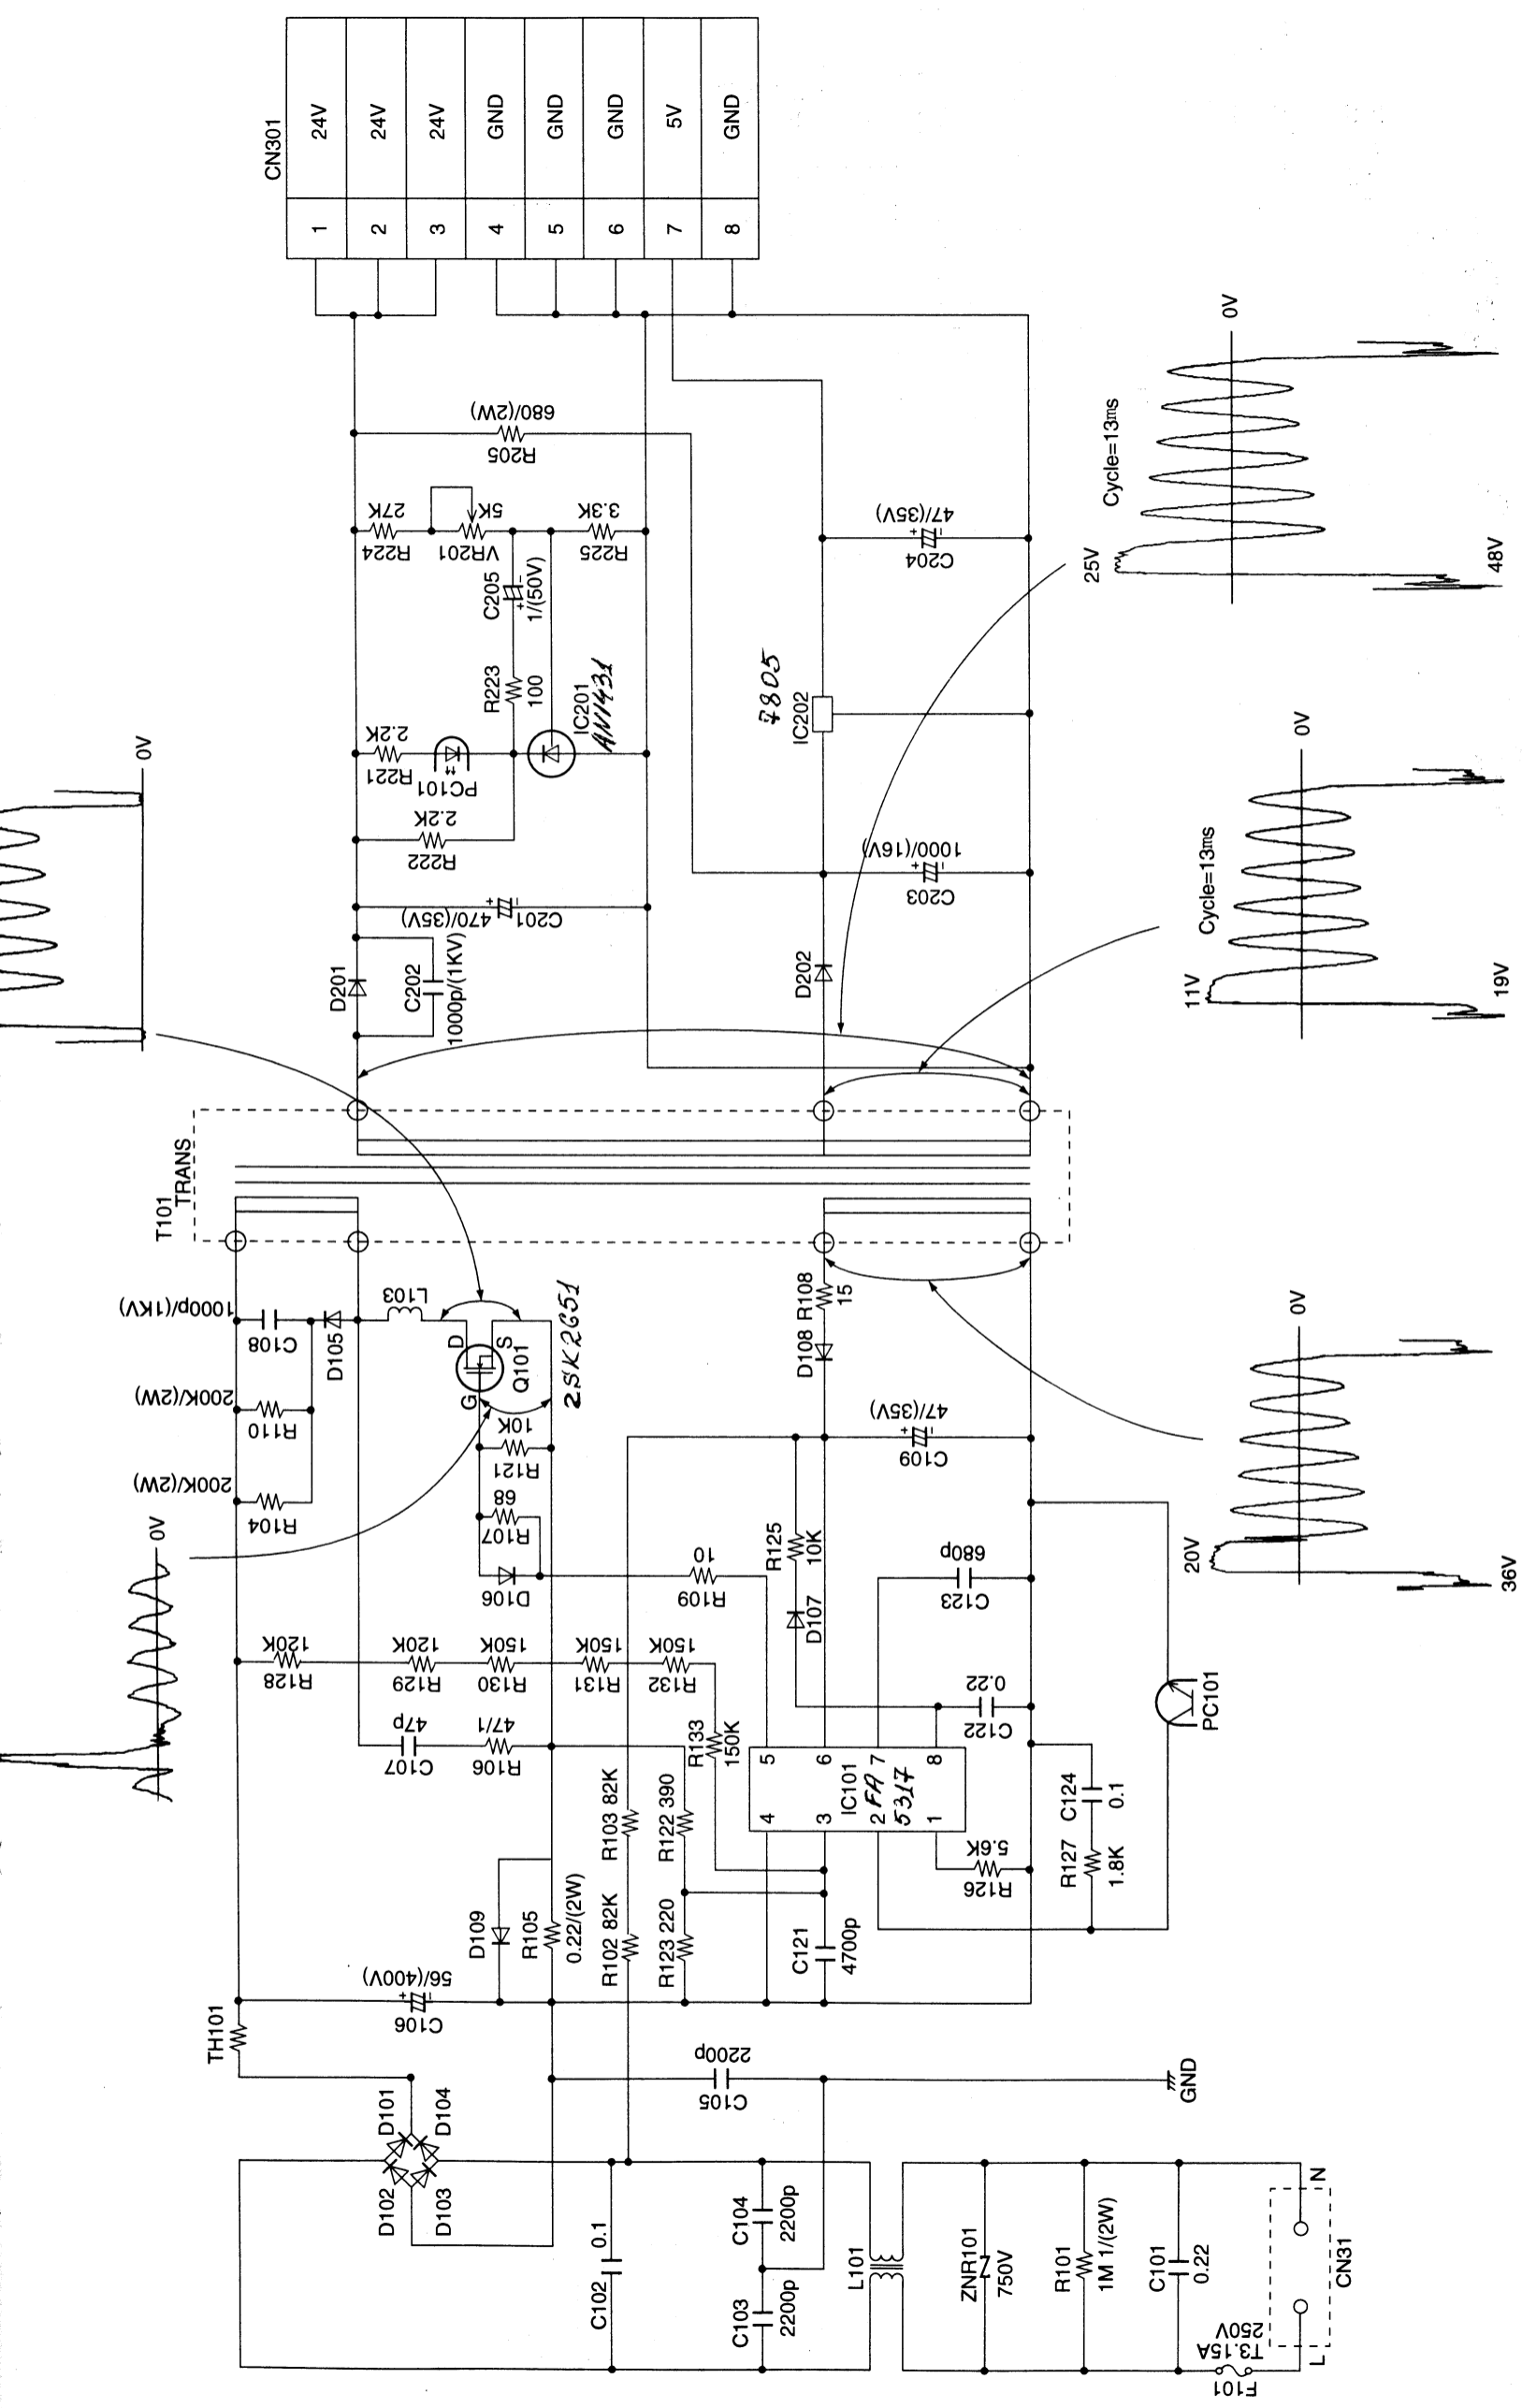 CN301
1 24V
2 24V
3 24V
4 GND
5 GND
6 GND
7 5V
8 GND
R205
680/(2W)
R224
27K
VR201
5K
R225
3.3K
C205
1/(50V)
+
-
R223
100
IC201
AN1431
R221
2.2K
PC101
R222
2.2K
C201
470/(35V)
+
-
D201
C202
1000p/(1KV)
C204
47/(35V)
+
-
IC202
7805
C203
1000/(16V)
+
-
D202
0V
25V
Cycle=13ms
48V
0V
11V
Cycle=13ms
19V
0V
0V
T101
TRANS
C108
1000p/(1KV)
R110
200K/(2W)
R104
200K/(2W)
D105
L103
D
S
G
Q101
2SK2651
R121
10K
R107
68
D106
R109
10
0V
R128
120K
R129
120K
R130
150K
R131
150K
R132
150K
R133
150K
C107
47p
R106
47/1
D108
R108
15
C109
47/(35V)
+
-
R125
10K
D107
C123
680p
C122
0.22
20V
0V
36V
IC101
FA
5317
5
6
7
8
4
3
2
1
R126
5.6K
C124
0.1
R127
1.8K
PC101
R103 82K
R102 82K
R122 390
R123 220
C121
4700p
D109
R105
0.22/(2W)
C106
56/(400V)
+
-
TH101
D101
D104
D102
D103
C105
2200p
GND
C102
0.1
C104
2200p
C103
2200p
L101
ZNR101
750V
R101
1M 1/(2W)
C101
0.22
F101
T3.15A
250V
L
N
CN31